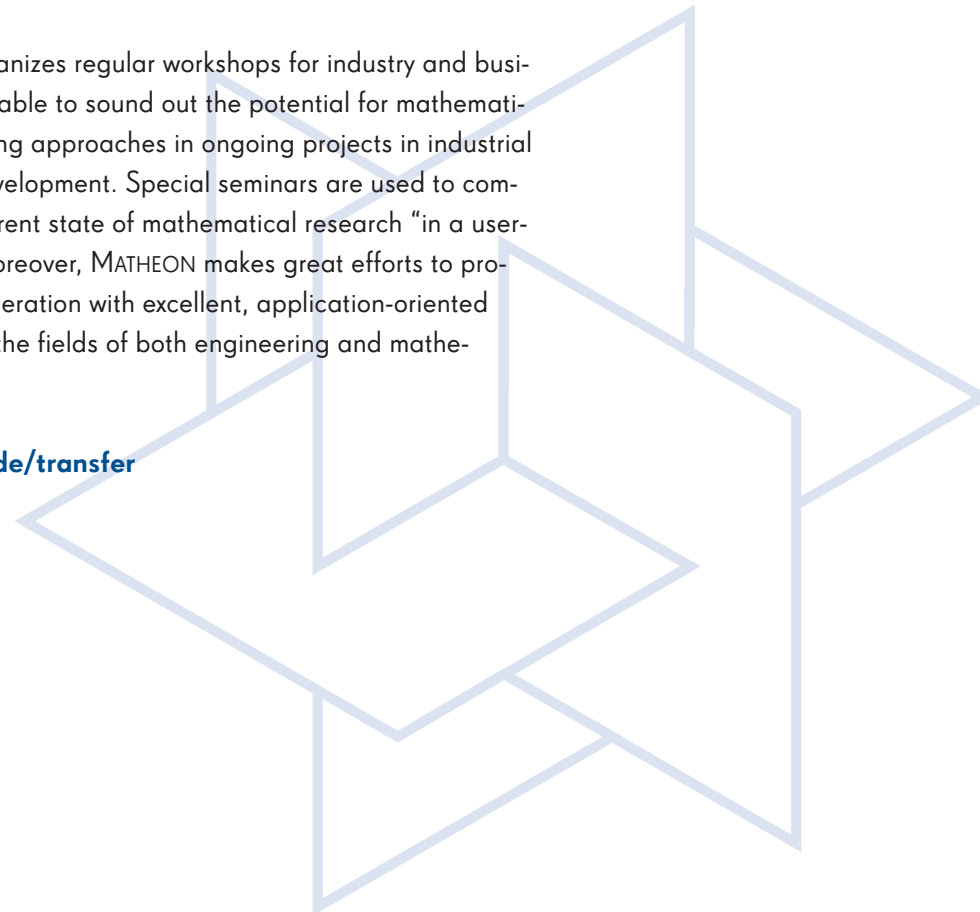 anizes regular workshops for industry and busi-
able to sound out the potential for mathemati-
ng approaches in ongoing projects in industrial
velopment. Special seminars are used to com-
rent state of mathematical research “in a user-
oreover, MATHEON makes great efforts to pro-
eration with excellent, application-oriented
the fields of both engineering and mathe-
de/transfer